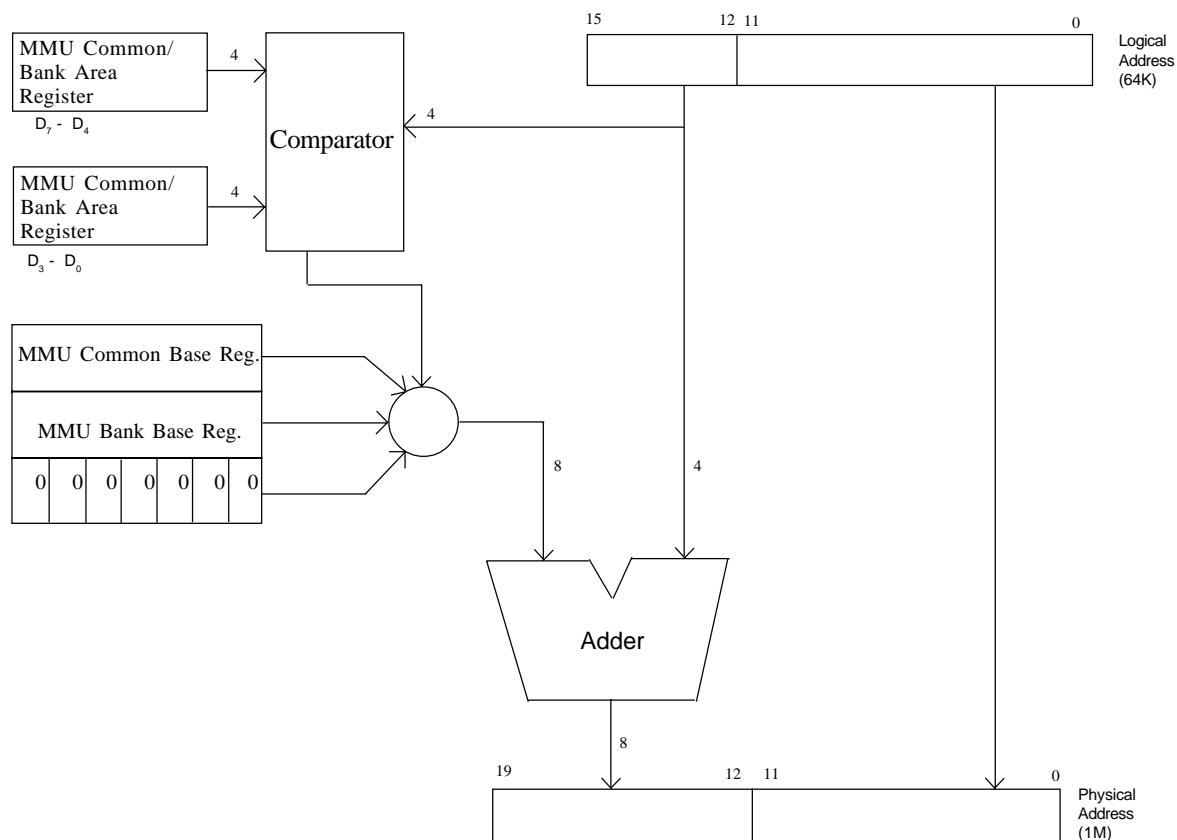 15
12
11
0
Logical
Address
(64K)
MMU Common/
Bank Area
Register
4
D7 - D4
Comparator
4
MMU Common/
Bank Area
Register
4
D3 - D0
MMU Common Base Reg.
MMU Bank Base Reg.
0 0 0 0 0 0 0
8
4
Adder
8
19
12
11
0
Physical
Address
(1M)